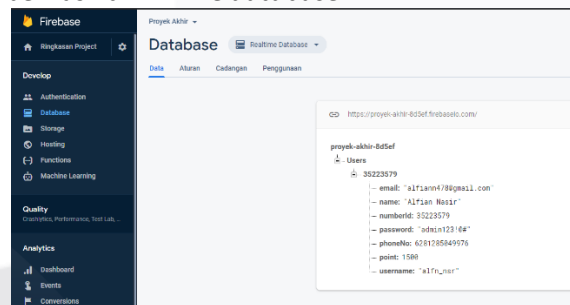 Firebase
Ringkasan Project
Develop
Authentication
Database
Storage
Hosting
Functions
Machine Learning
Quality
Crashlytics, Performance, Test Lab, ...
Analytics
Dashboard
Events
Conversions
Proyek Akhir
Database
Realtime Database
Data Aturan Cadangan Penggunaan
https://proyek-akhir-8d5ef.firebaseio.com/
proyek-akhir-8d5ef
Users
35223579
email: "alfiann478@gmail.com"
name: "Alfian Nasir"
numberid: 35223579
password: "admin123!@#"
phoneNo: 6281285049976
point: 1500
username: "alfn_nsr"